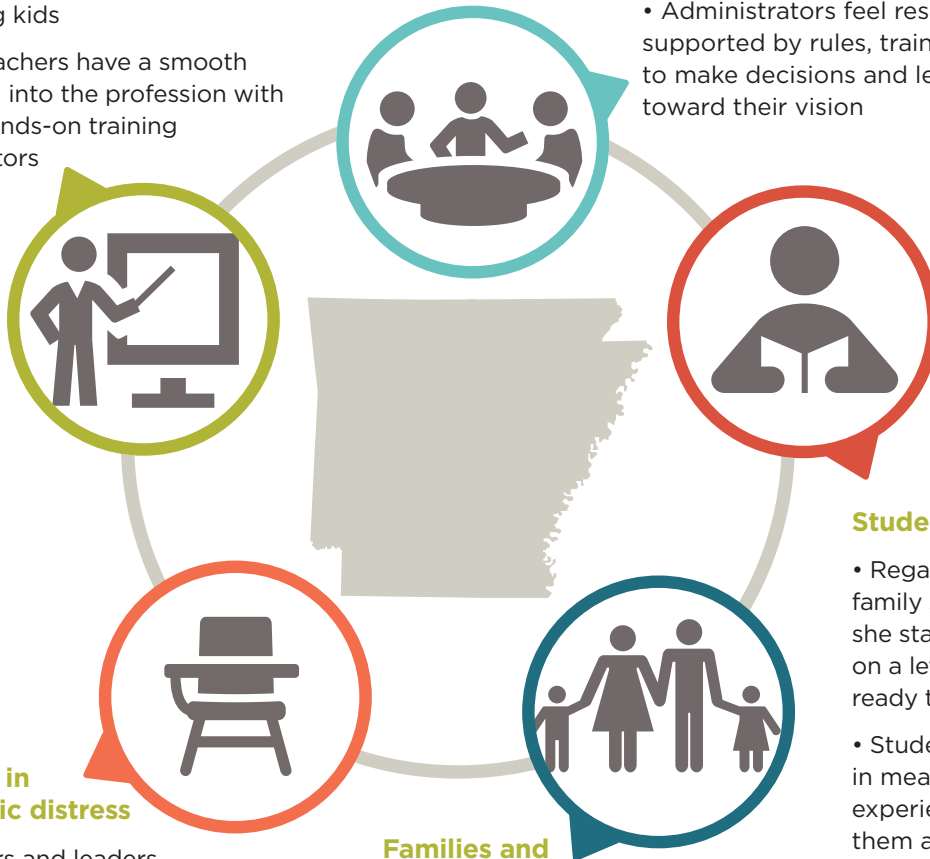 g kids
achers have a smooth
into the profession with
nds-on training
tors
• Administrators feel res
supported by rules, train
to make decisions and le
toward their vision
Stude
• Rega
family
she sta
on a le
ready t
• Stude
in mea
experie
them a
in
ic distress
rs and leaders
Families and